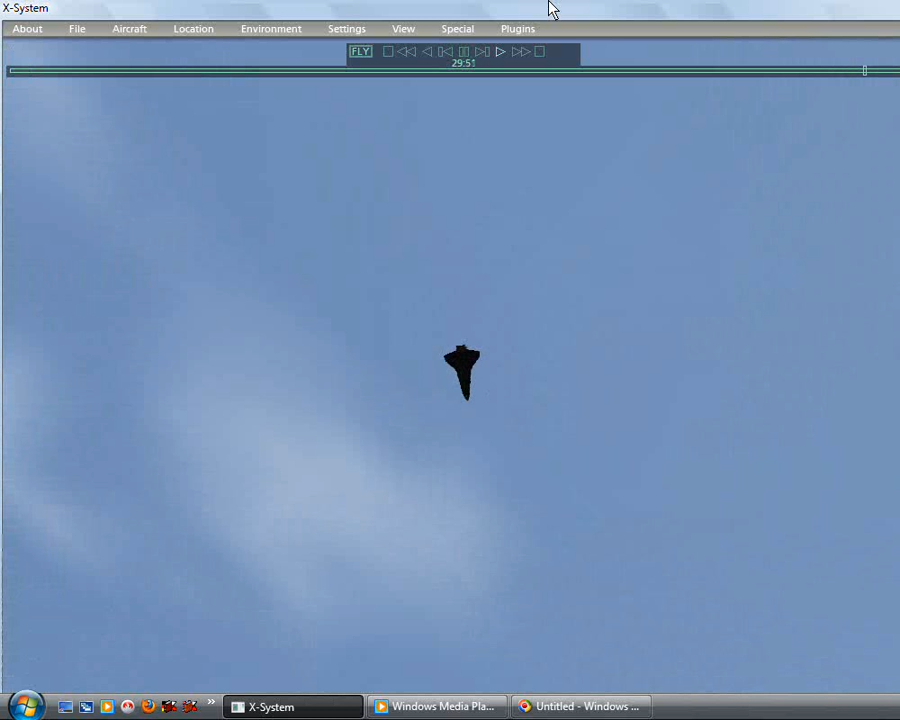 X-System
About File Aircraft Location Environment Settings View Special Plugins
FLY
29:51
X-System Windows Media Pla... Untitled - Windows ...